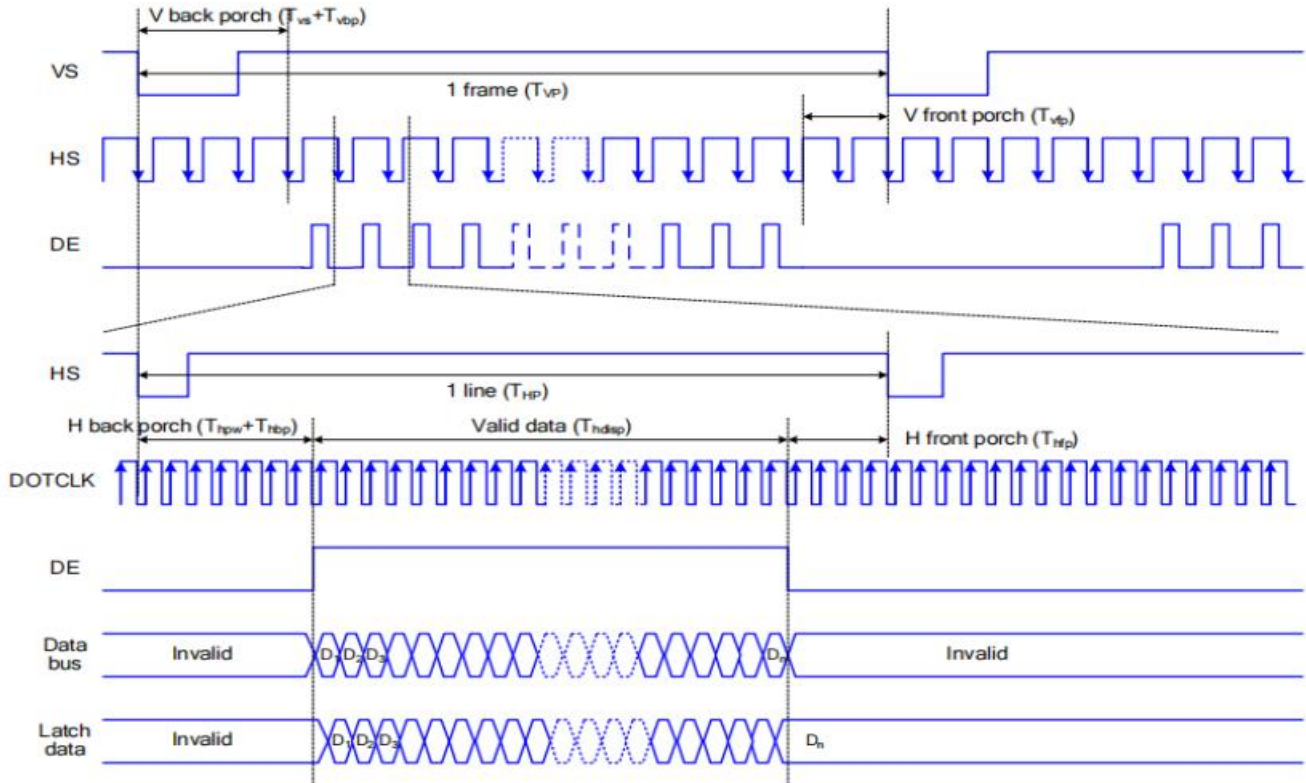 V back porch (Tvs+Tvbp)
VS
1 frame (TVP)
V front porch (Tvfp)
HS
DE
HS
1 line (THP)
H back porch (Thpw+Thbp)
Valid data (Thdisp)
H front porch (Thfp)
DOTCLK
DE
Data bus
Invalid
D1 D2 D3
Dn
Invalid
Latch data
Invalid
D1 D2 D3
Dn